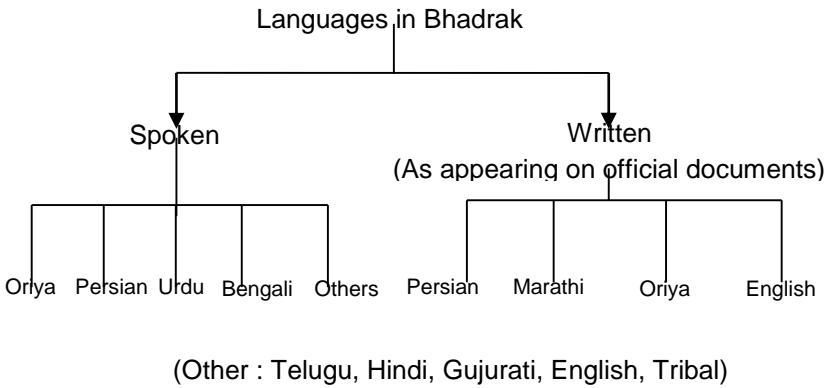 Languages in Bhadrak
Spoken
Written
(As appearing on official documents)
Oriya Persian Urdu Bengali Others Persian Marathi Oriya English
(Other : Telugu, Hindi, Gujurati, English, Tribal)